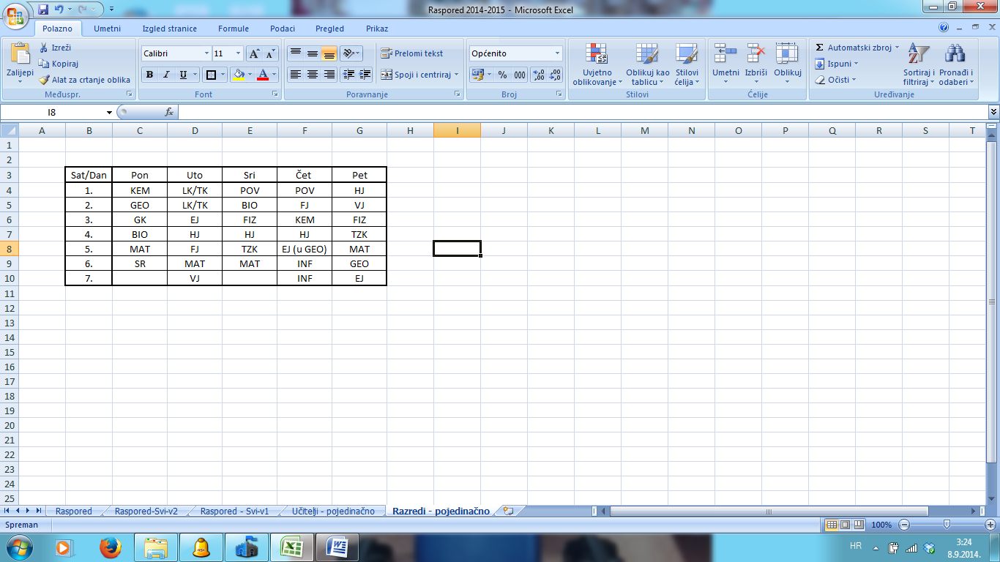 Raspored 2014-2015 - Microsoft Excel
Polazno Umetni Izgled stranice Formule Podaci Pregled Prikaz
Zalijepi
Izreži
Kopiraj
Alat za crtanje oblika
Međuspr.
Calibri 11
B I U
Font
Prelomi tekst
Spoji i centriraj
Poravnanje
Općenito
% 000
Broj
Uvjetno oblikovanje
Oblikuj kao tablicu
Stilovi ćelija
Stilovi
Umetni Izbriši Oblikuj
Ćelije
Σ Automatski zbroj
Ispuni
Očisti
Sortiraj i filtriraj
Pronađi i odaberi
Uređivanje
I8 fx
A B C D E F G H I J K L M N O P Q R S T
1
2
3 Sat/Dan Pon Uto Sri Čet Pet
4 1. KEM LK/TK POV POV HJ
5 2. GEO LK/TK BIO FJ VJ
6 3. GK EJ FIZ KEM FIZ
7 4. BIO HJ HJ HJ TZK
8 5. MAT FJ TZK EJ (u GEO) MAT
9 6. SR MAT MAT INF GEO
10 7. VJ INF EJ
11
12
13
14
15
16
17
18
19
20
21
22
23
24
25
Raspored Raspored-Svi-v2 Raspored - Svi-v1 Učitelji - pojedinačno Razredi - pojedinačno
Spreman 100%
HR 3:24
8.9.2014.